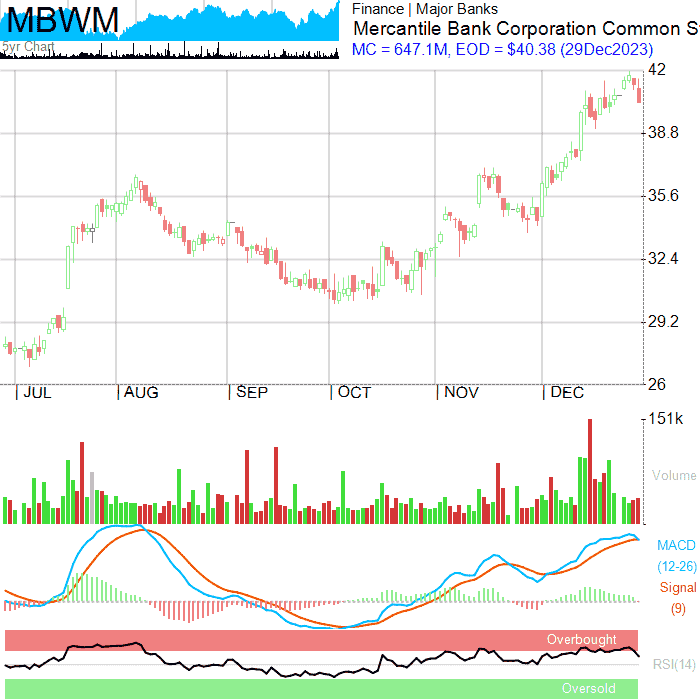 MBWM
5yr Chart
Finance | Major Banks
Mercantile Bank Corporation Common S
MC = 647.1M, EOD = $40.38 (29Dec2023)
42
38.8
35.6
32.4
29.2
26
JUL AUG SEP OCT NOV DEC
151k
Volume
MACD
(12-26)
Signal
(9)
Overbought
RSI(14)
Oversold